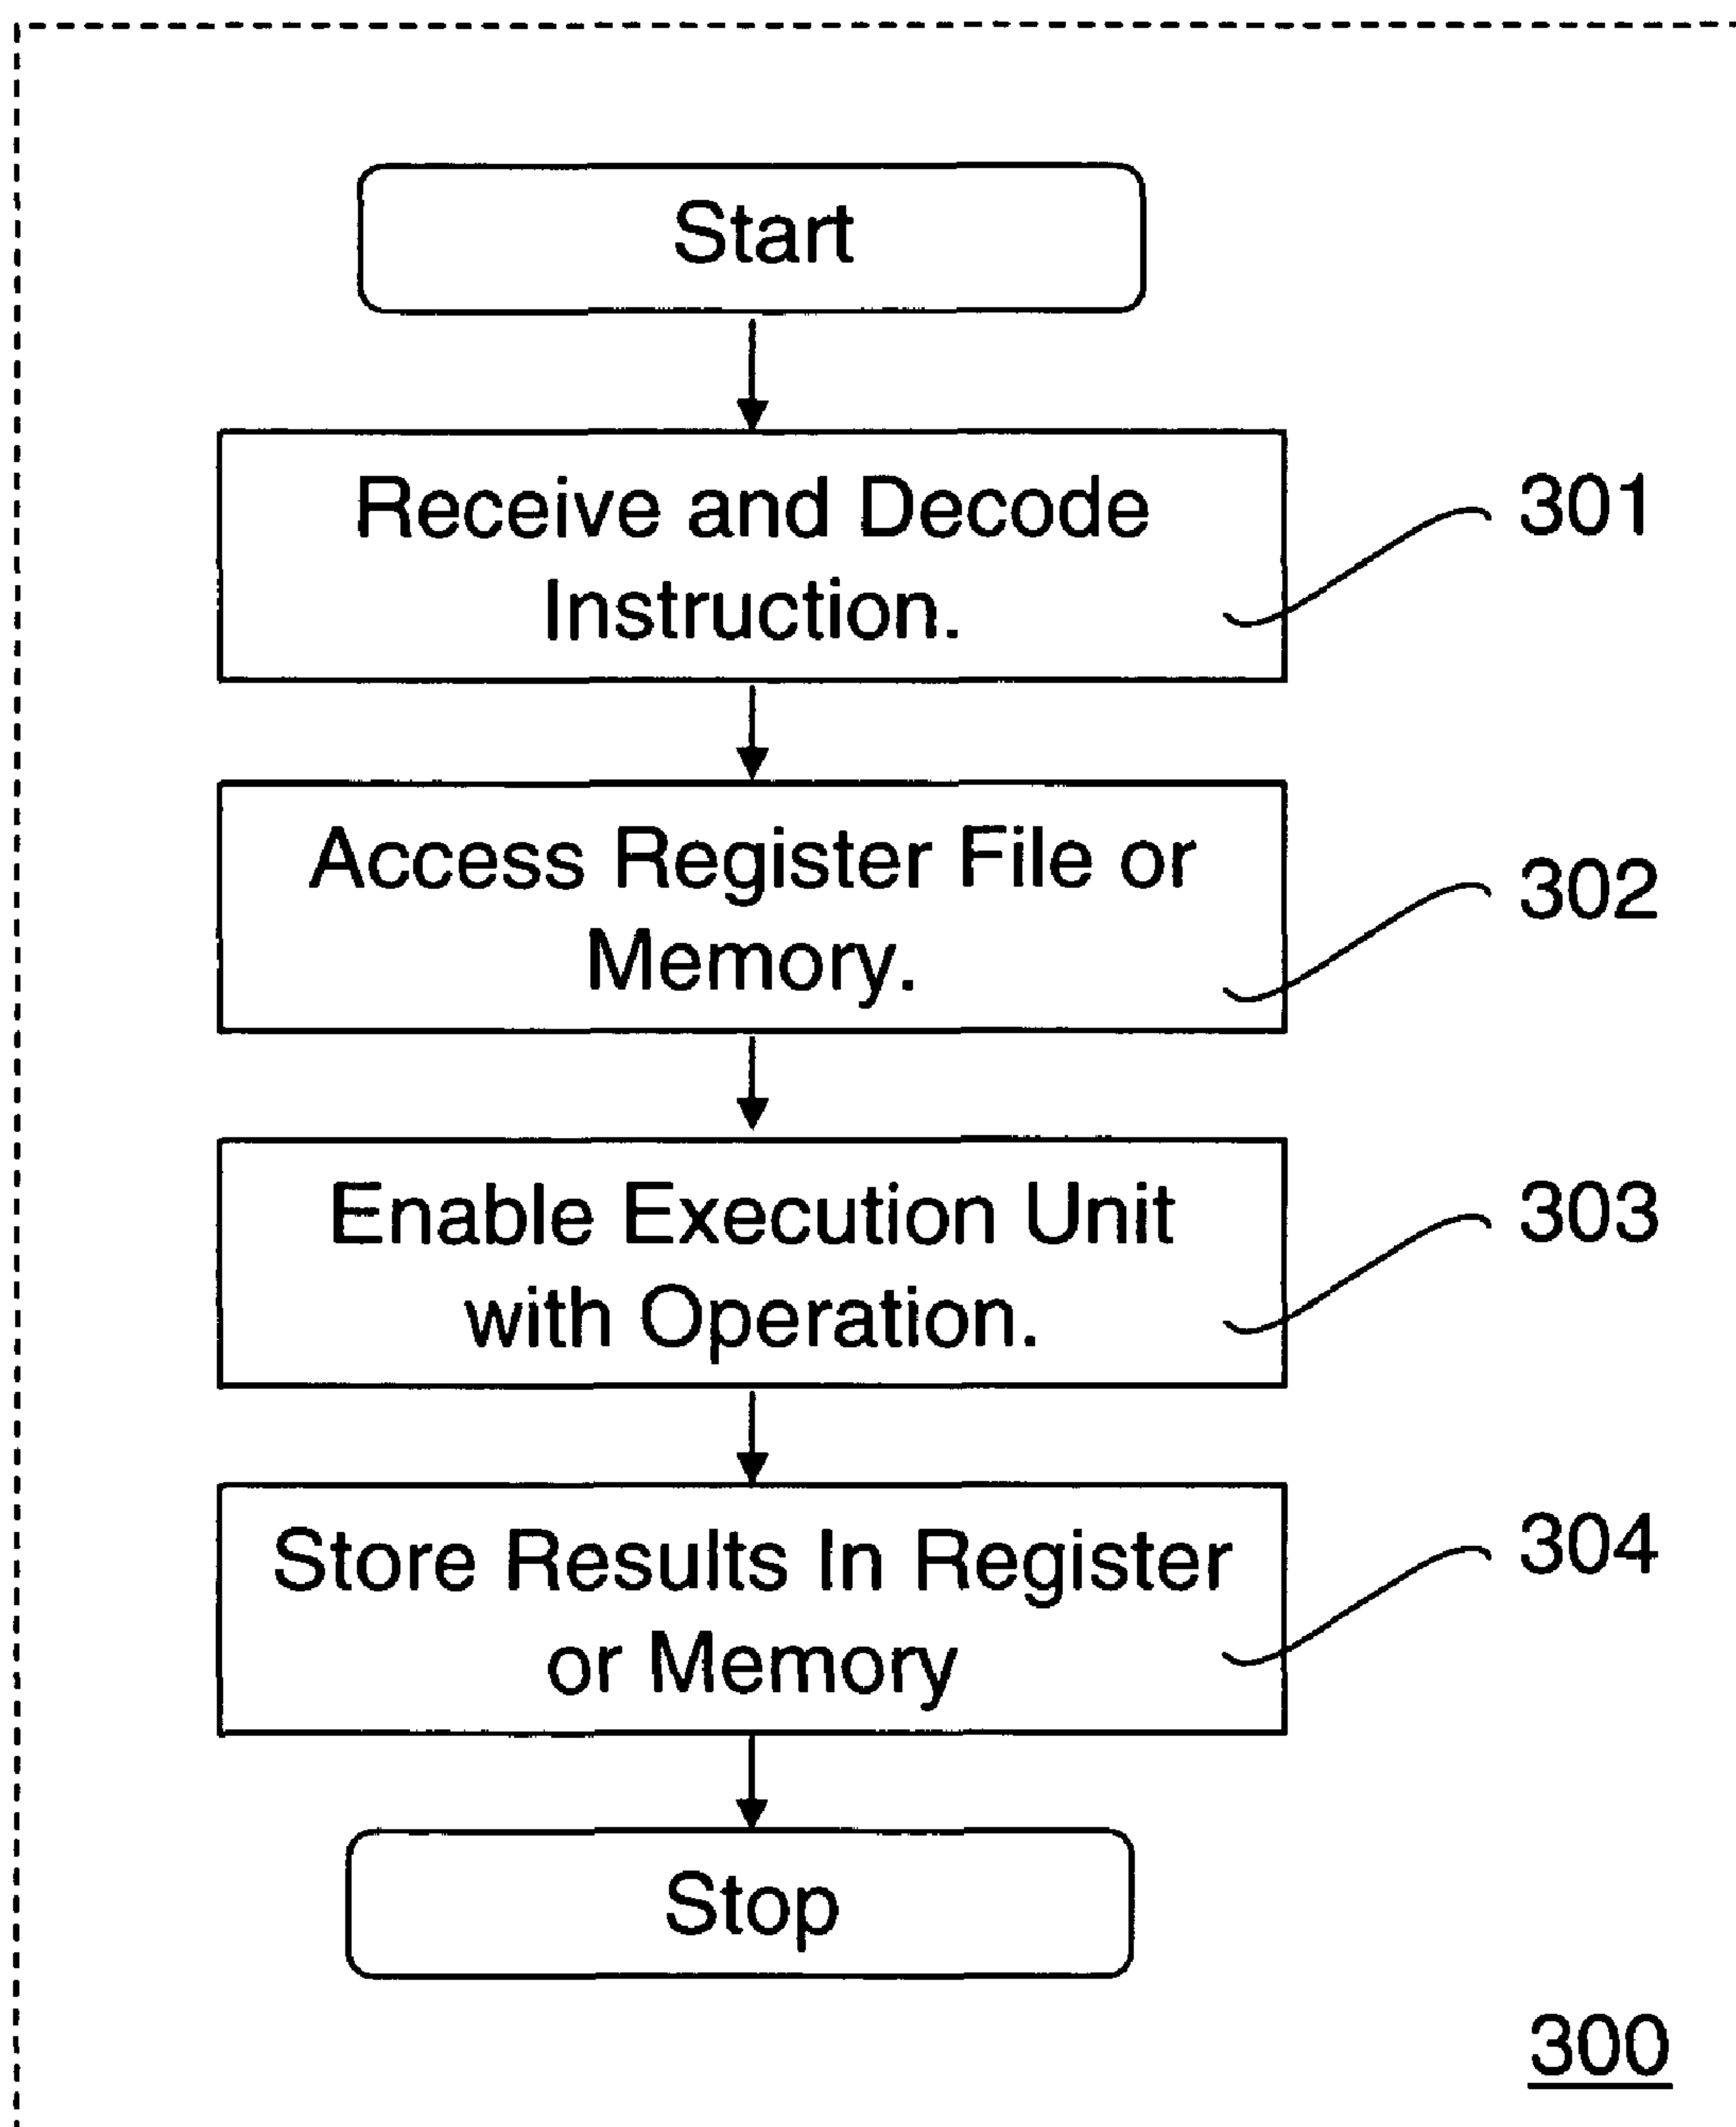 Start
Receive and Decode
Instruction.
301
Access Register File or
Memory.
302
Enable Execution Unit
with Operation.
303
Store Results In Register
or Memory
304
Stop
300